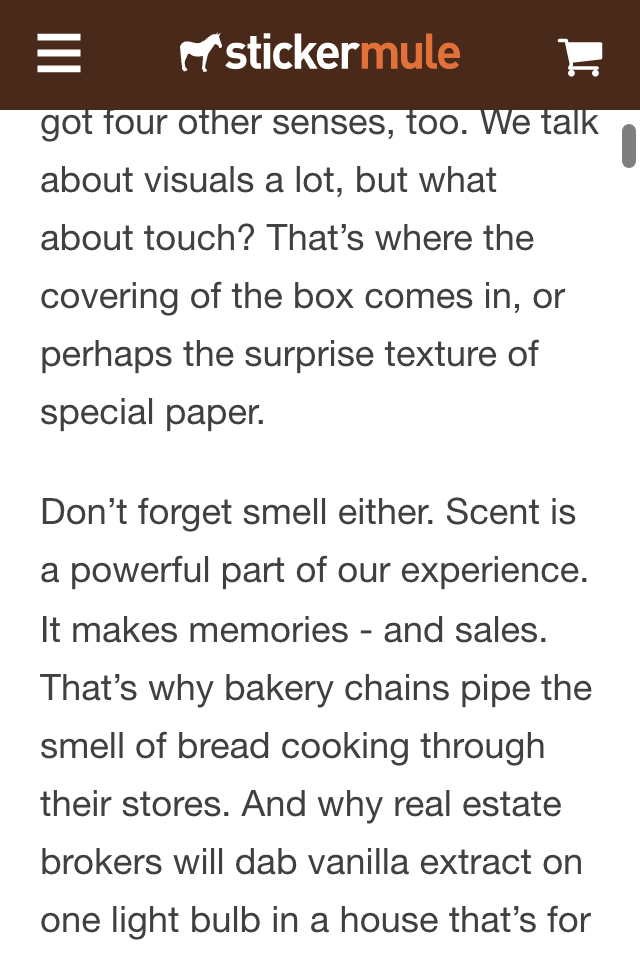 stickermule
got four other senses, too. We talk
about visuals a lot, but what
about touch? That’s where the
covering of the box comes in, or
perhaps the surprise texture of
special paper.
Don’t forget smell either. Scent is
a powerful part of our experience.
It makes memories - and sales.
That’s why bakery chains pipe the
smell of bread cooking through
their stores. And why real estate
brokers will dab vanilla extract on
one light bulb in a house that’s for